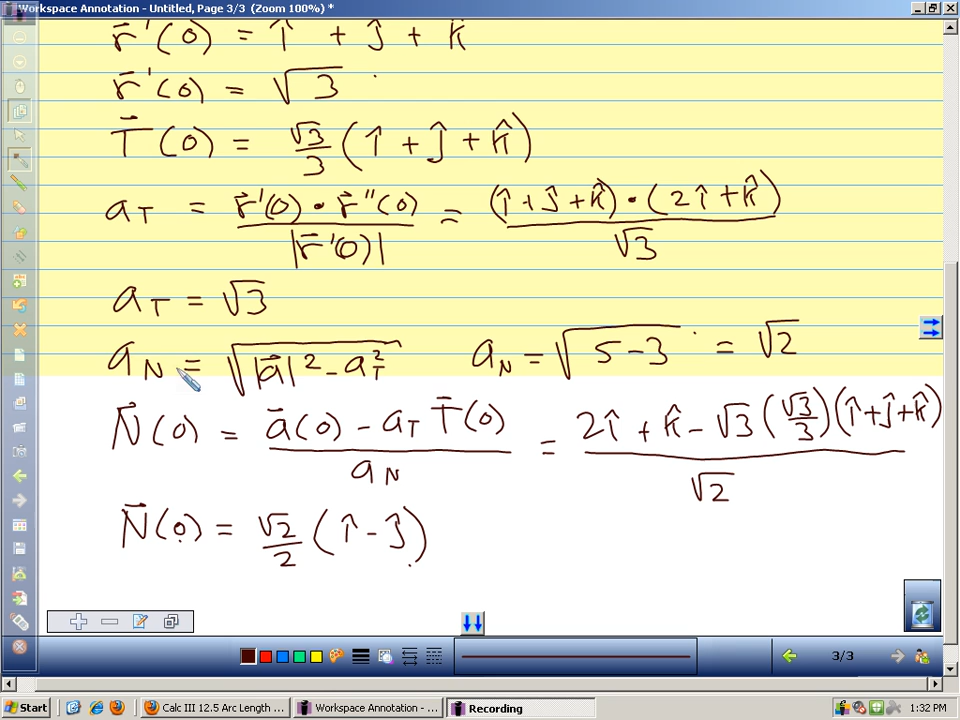 Workspace Annotation - Untitled, Page 3/3 (Zoom 100%) *
r⃗'(0) = î + ĵ + k̂
r⃗'(0) = √3
T⃗(0) = √3/3 (î + ĵ + k̂)
a_T = r⃗'(0) • r⃗''(0) / |r⃗'(0)| = (î + ĵ + k̂) • (2î + k̂) / √3
a_T = √3
a_N = √(|a⃗|² - a_T²) a_N = √(5 - 3) = √2
N⃗(0) = (a⃗(0) - a_T T⃗(0)) / a_N = (2î + k̂ - √3 (√3/3)(î + ĵ + k̂)) / √2
N⃗(0) = √2/2 (î - ĵ)
3/3
Start Calc III 12.5 Arc Length ... Workspace Annotation - ... Recording 1:32 PM